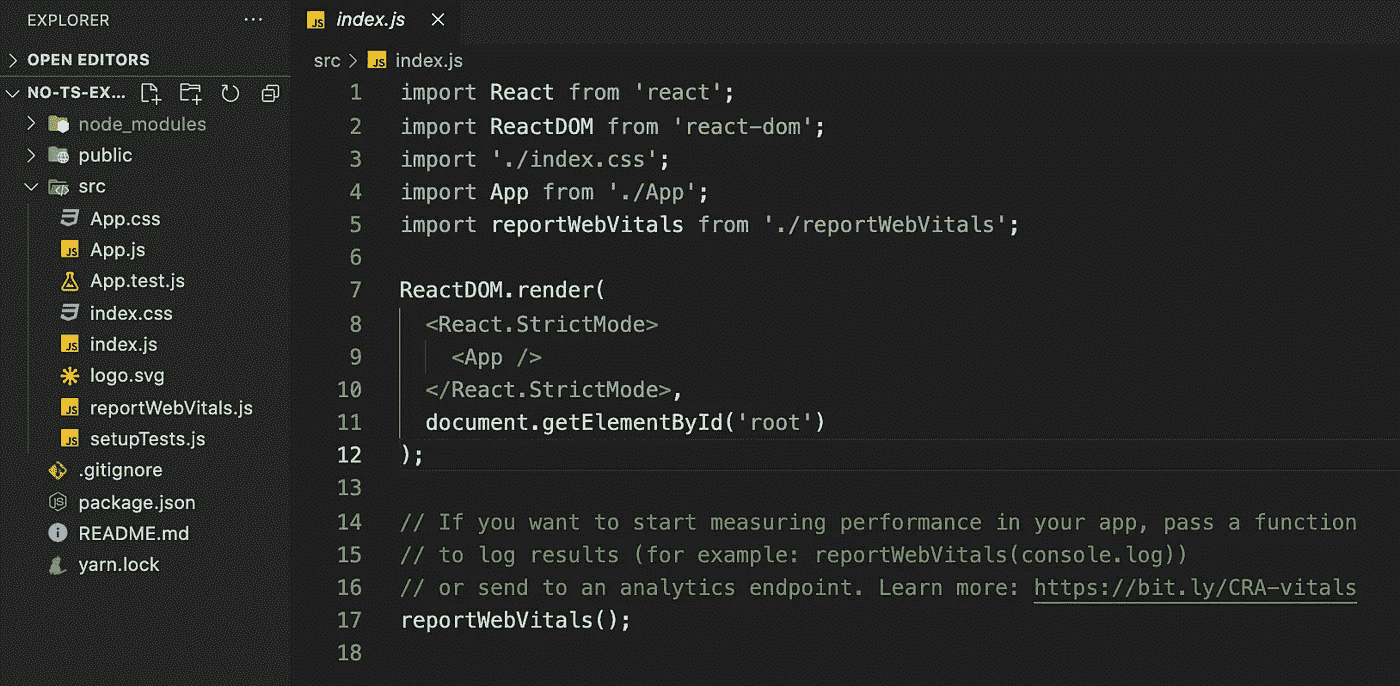 EXPLORER ...
OPEN EDITORS
NO-TS-EX...
node_modules
public
src
App.css
App.js
App.test.js
index.css
index.js
logo.svg
reportWebVitals.js
setupTests.js
.gitignore
package.json
README.md
yarn.lock
JS index.js
src > JS index.js
1 import React from 'react';
2 import ReactDOM from 'react-dom';
3 import './index.css';
4 import App from './App';
5 import reportWebVitals from './reportWebVitals';
6
7 ReactDOM.render(
8 <React.StrictMode>
9 <App />
10 </React.StrictMode>,
11 document.getElementById('root')
12 );
13
14 // If you want to start measuring performance in your app, pass a function
15 // to log results (for example: reportWebVitals(console.log))
16 // or send to an analytics endpoint. Learn more: https://bit.ly/CRA-vitals
17 reportWebVitals();
18